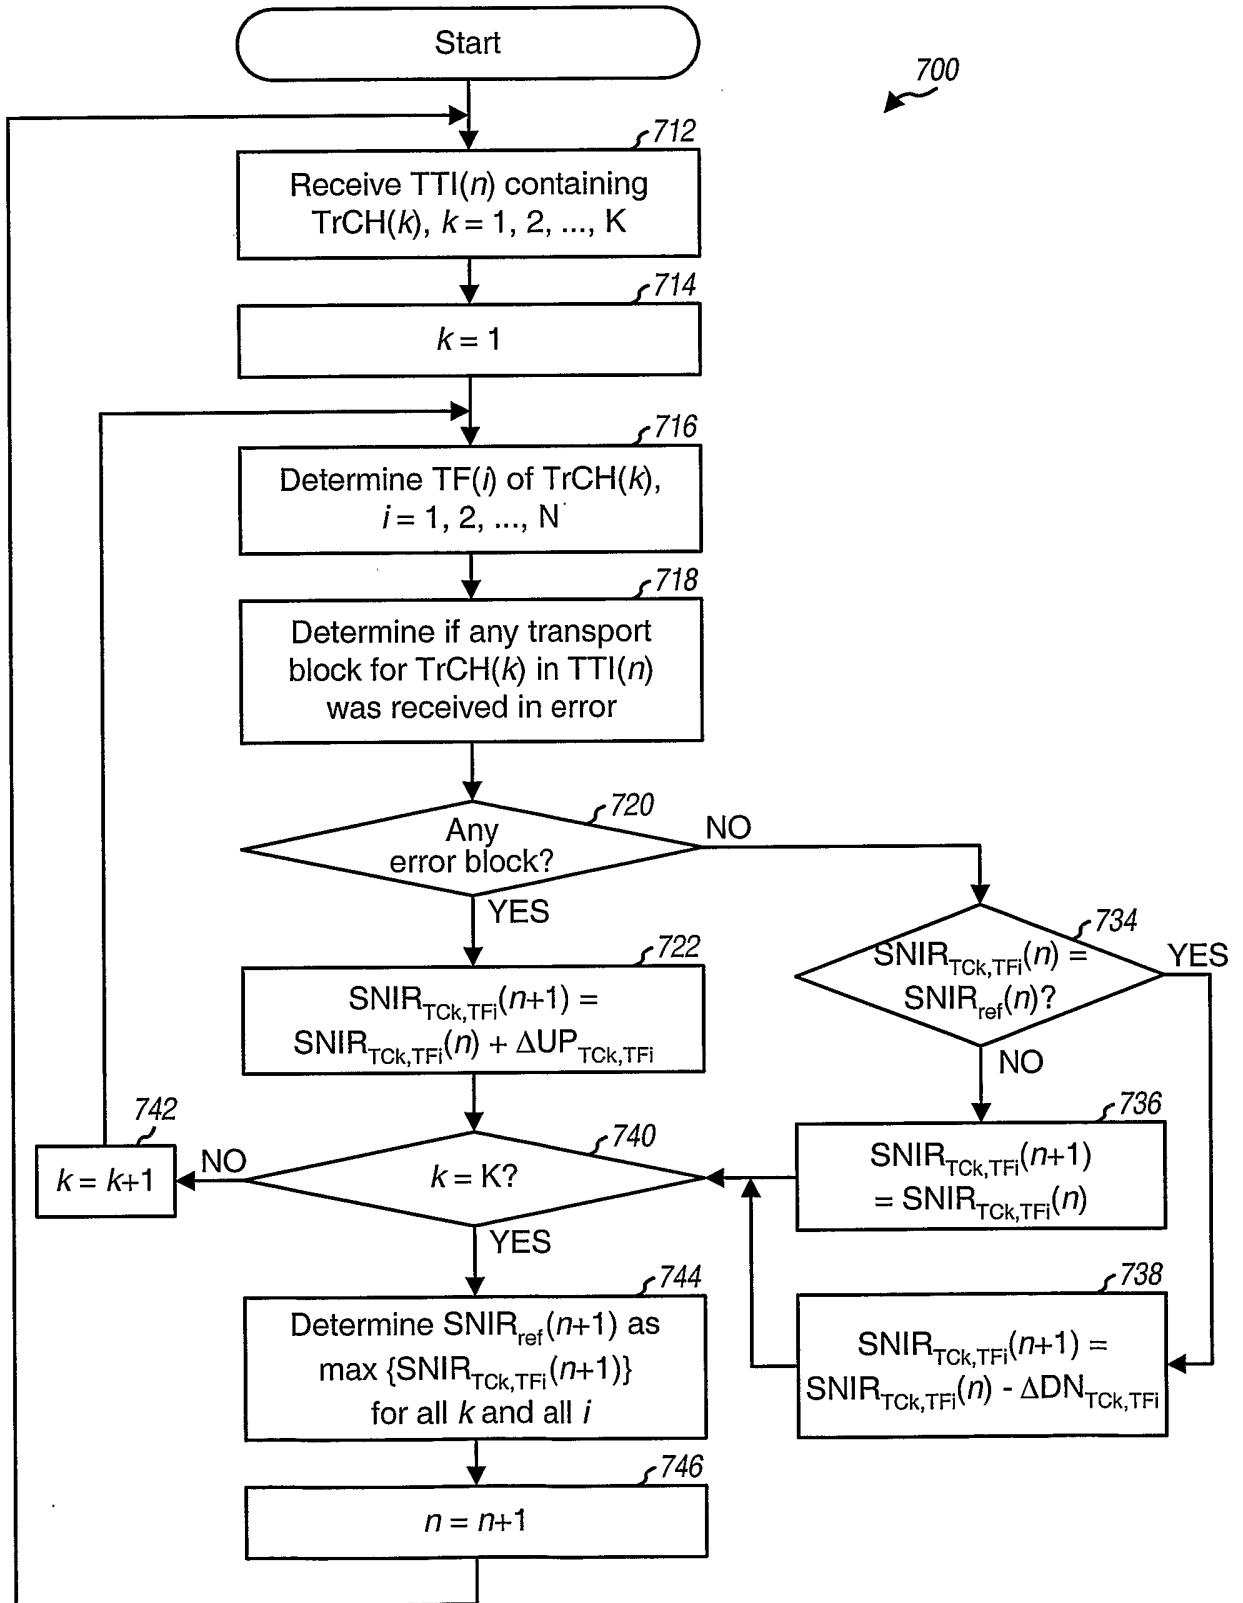 Start
700
712
Receive TTI(n) containing
TrCH(k), k = 1, 2, ..., K
714
k = 1
716
Determine TF(i) of TrCH(k),
i = 1, 2, ..., N
718
Determine if any transport
block for TrCH(k) in TTI(n)
was received in error
720
Any
error block?
NO
YES
734
SNIR_TCk,TFi(n) =
SNIR_ref(n)?
YES
NO
722
SNIR_TCk,TFi(n+1) =
SNIR_TCk,TFi(n) + ΔUP_TCk,TFi
736
SNIR_TCk,TFi(n+1)
= SNIR_TCk,TFi(n)
742
k = k+1
NO
740
k = K?
YES
738
SNIR_TCk,TFi(n+1) =
SNIR_TCk,TFi(n) - ΔDN_TCk,TFi
744
Determine SNIR_ref(n+1) as
max {SNIR_TCk,TFi(n+1)}
for all k and all i
746
n = n+1